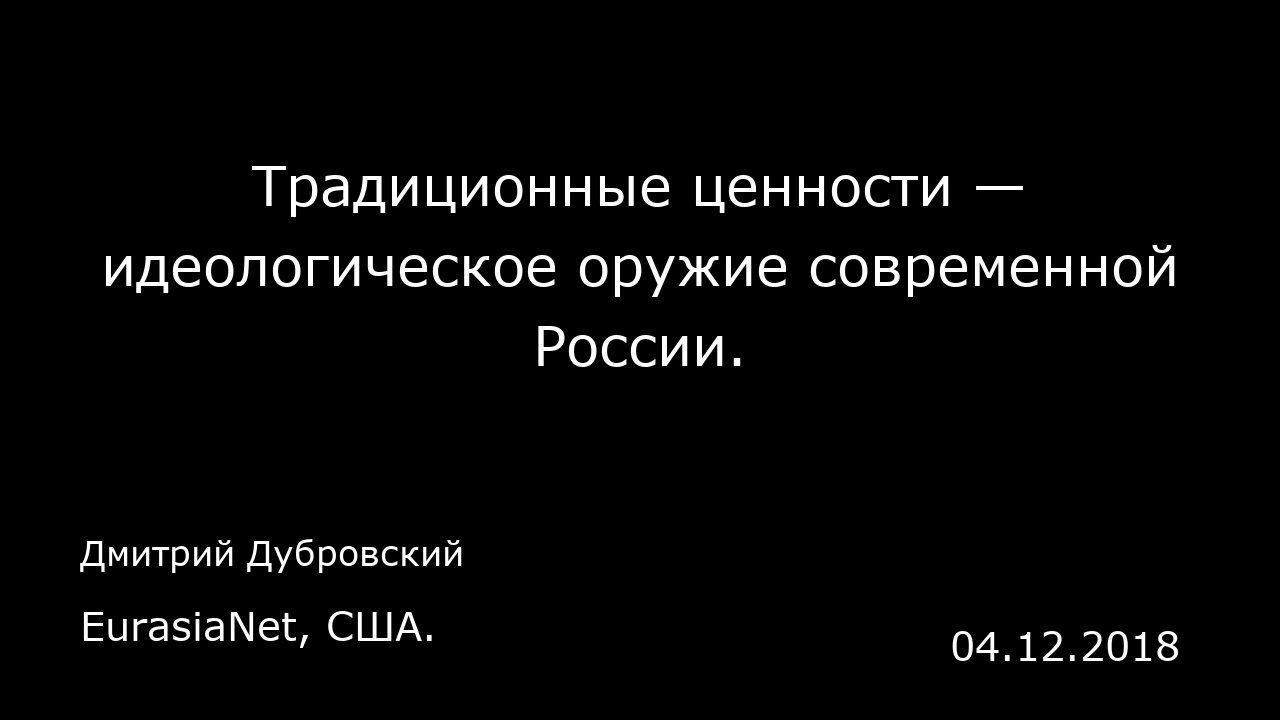 Традиционные ценности —
идеологическое оружие современной
России.
Дмитрий Дубровский
EurasiaNet, США.
04.12.2018